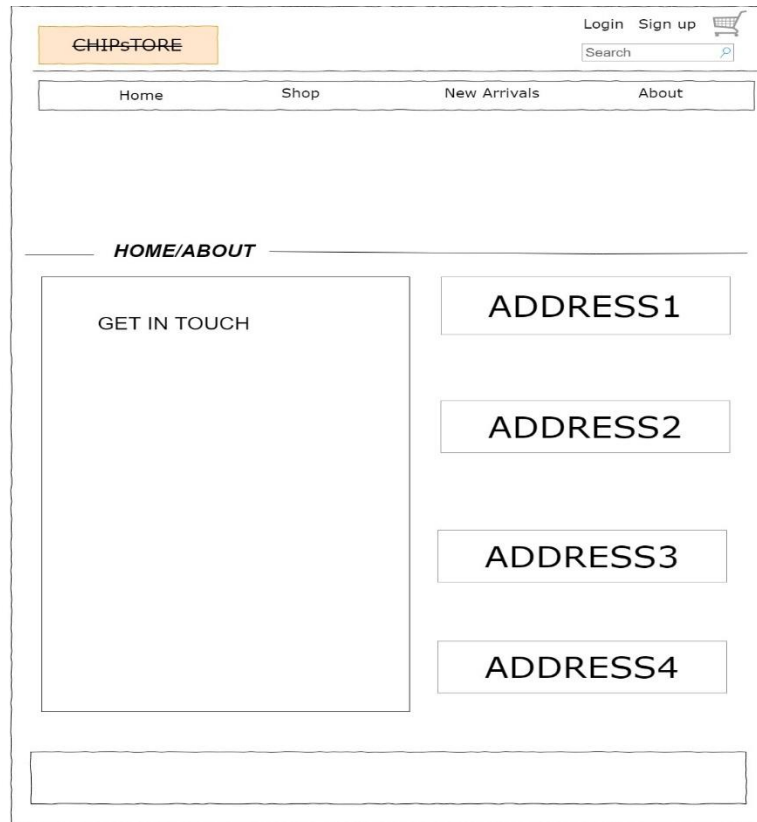 Login Sign up
CHIPsTORE
Search
Home Shop New Arrivals About
HOME/ABOUT
GET IN TOUCH
ADDRESS1
ADDRESS2
ADDRESS3
ADDRESS4